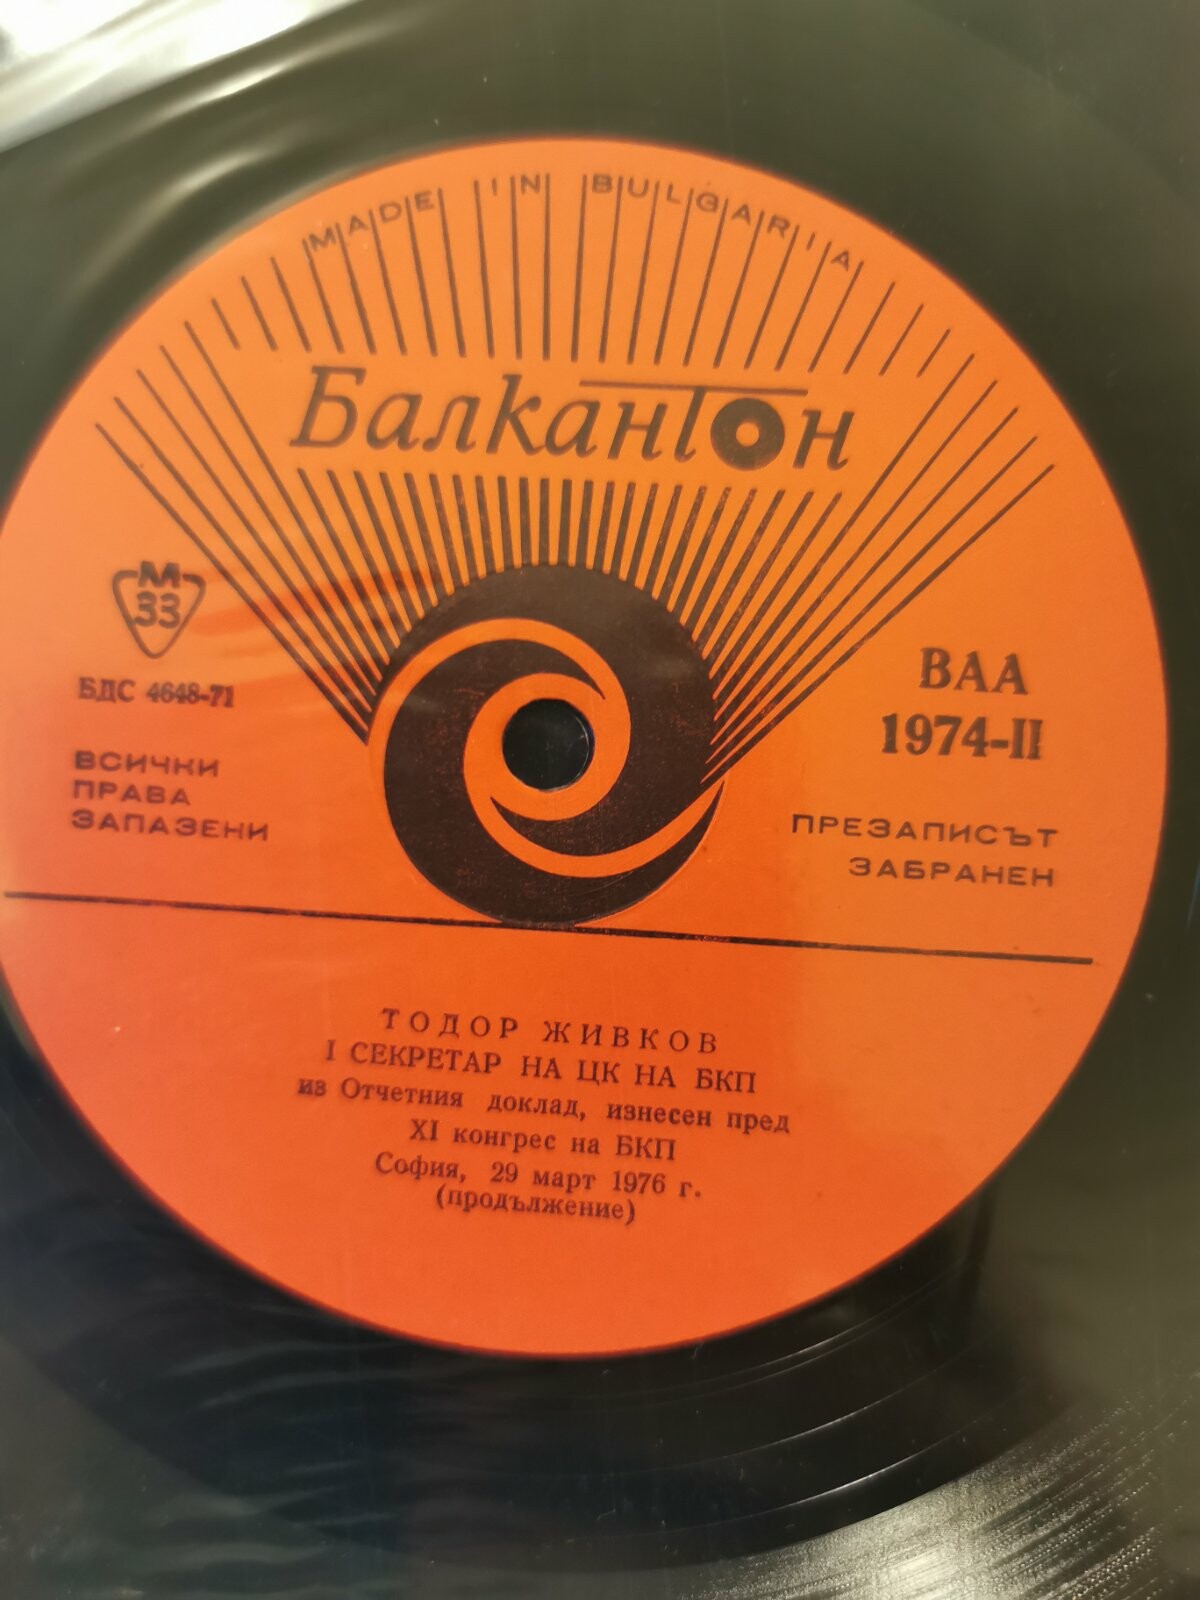 MADE IN BULGARIA
Балкантон
М
33
БДС 4648-71
ВСИЧКИ
ПРАВА
ЗАПАЗЕНИ
ВАА
1974-II
ПРЕЗАПИСЪТ
ЗАБРАНЕН
ТОДОР ЖИВКОВ
I СЕКРЕТАР НА ЦК НА БКП
из Отчетния доклад, изнесен пред
XI конгрес на БКП
София, 29 март 1976 г.
(продължение)